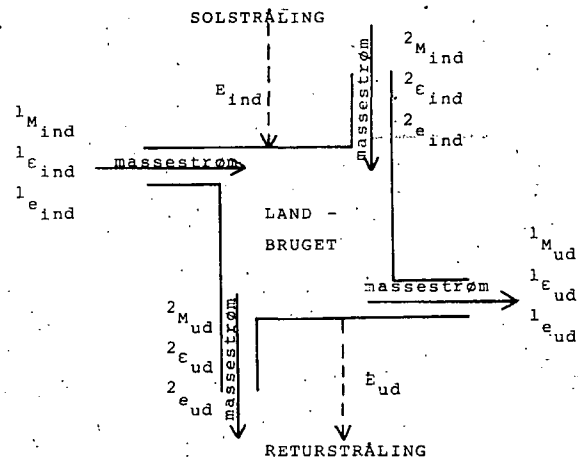 SOLSTRÅLING
E_ind
massestrøm
²M_ind
²ε_ind
²e_ind
¹M_ind
¹ε_ind
¹e_ind
massestrøm
LAND -
BRUGET
massestrøm
¹M_ud
¹ε_ud
¹e_ud
²M_ud
²ε_ud
²e_ud
massestrøm
E_ud
RETURSTRÅLING